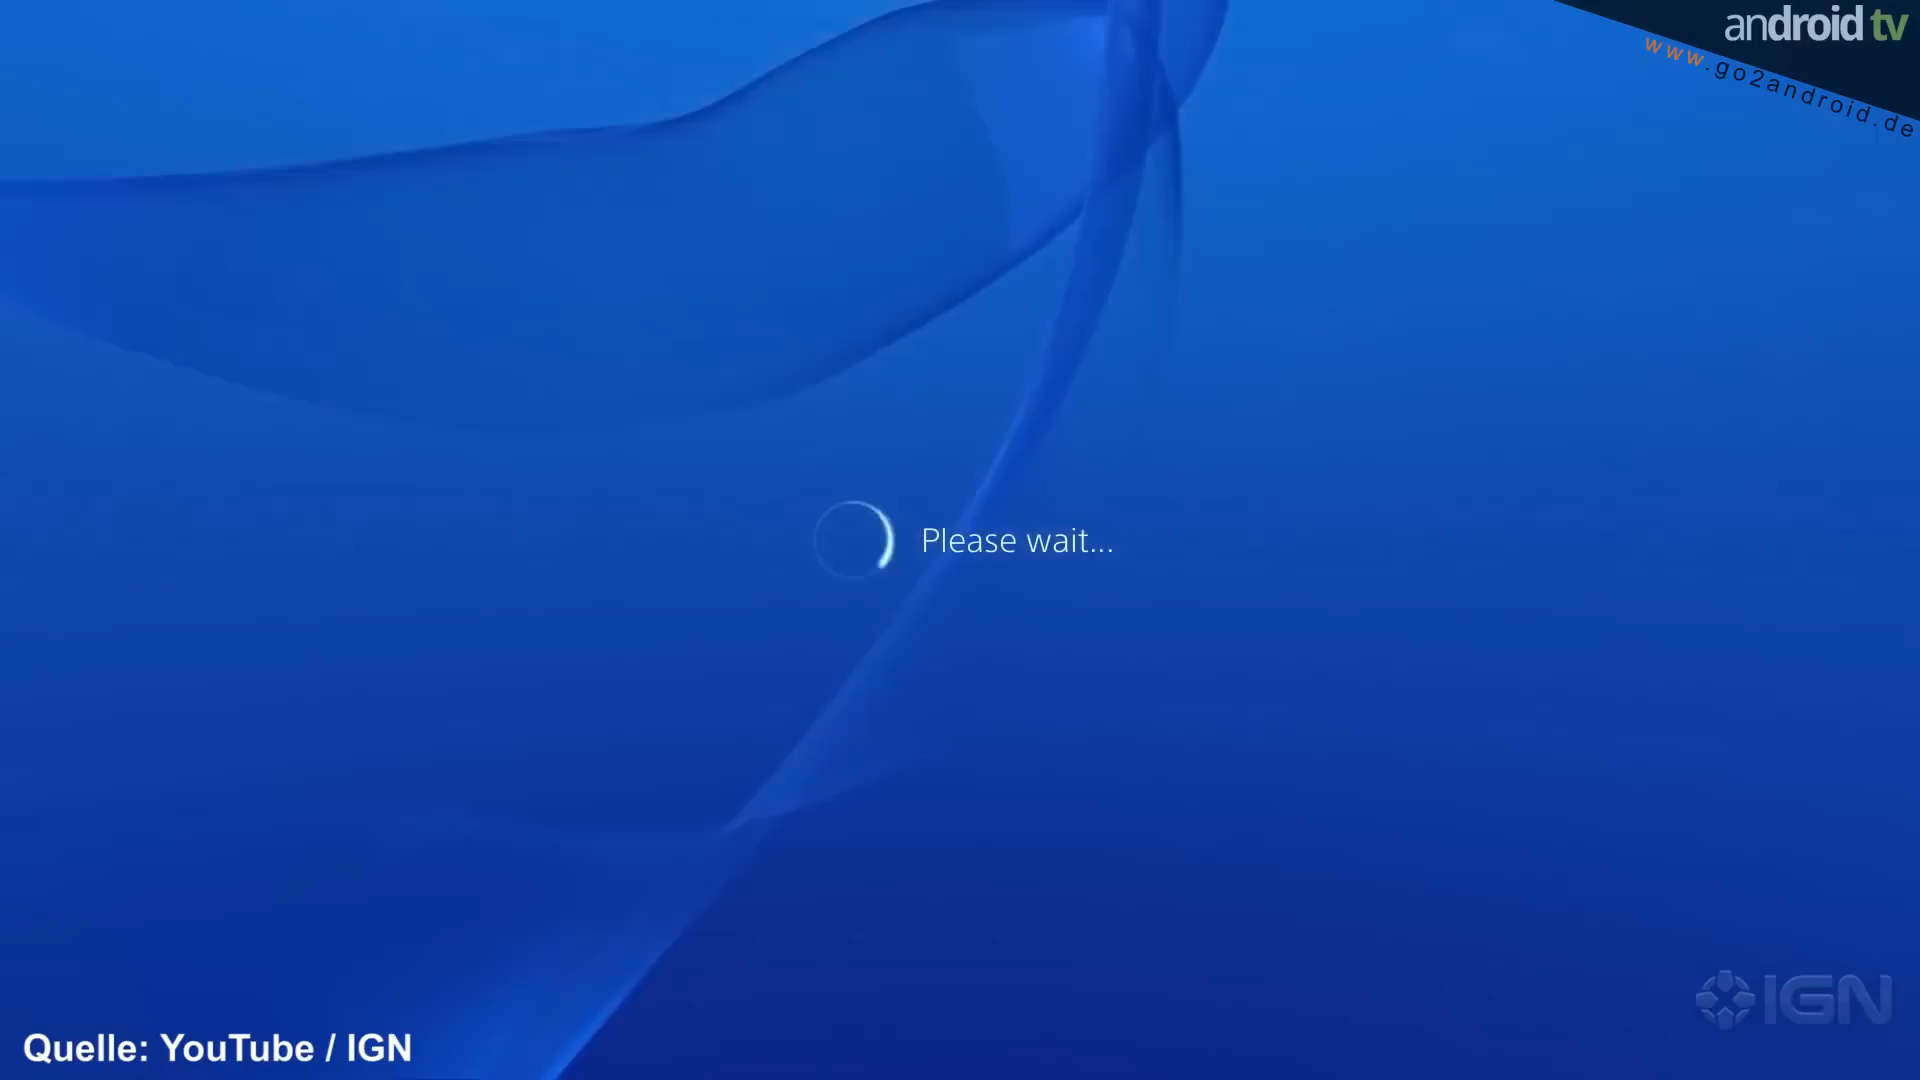 android tv
www.go2android.de
Please wait...
IGN
Quelle: YouTube / IGN